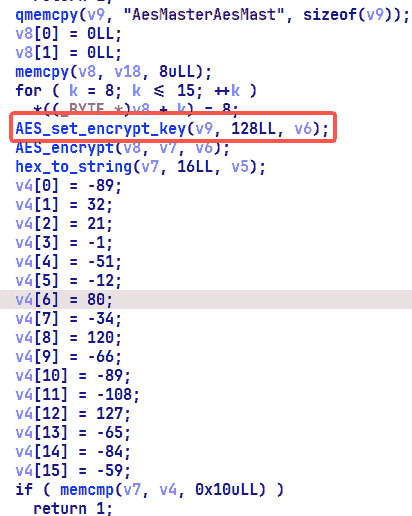 qmemcpy(v9, "AesMasterAesMast", sizeof(v9));
v8[0] = 0LL;
v8[1] = 0LL;
memcpy(v8, v18, 8uLL);
for ( k = 8; k <= 15; ++k )
*((_BYTE *)v8 + k) = 8;
AES_set_encrypt_key(v9, 128LL, v6);
AES_encrypt(v8, v7, v6);
hex_to_string(v7, 16LL, v5);
v4[0] = -89;
v4[1] = 32;
v4[2] = 21;
v4[3] = -1;
v4[4] = -51;
v4[5] = -12;
v4[6] = 80;
v4[7] = -34;
v4[8] = 120;
v4[9] = -66;
v4[10] = -89;
v4[11] = -108;
v4[12] = 127;
v4[13] = -65;
v4[14] = -84;
v4[15] = -59;
if ( memcmp(v7, v4, 0x10uLL) )
return 1;